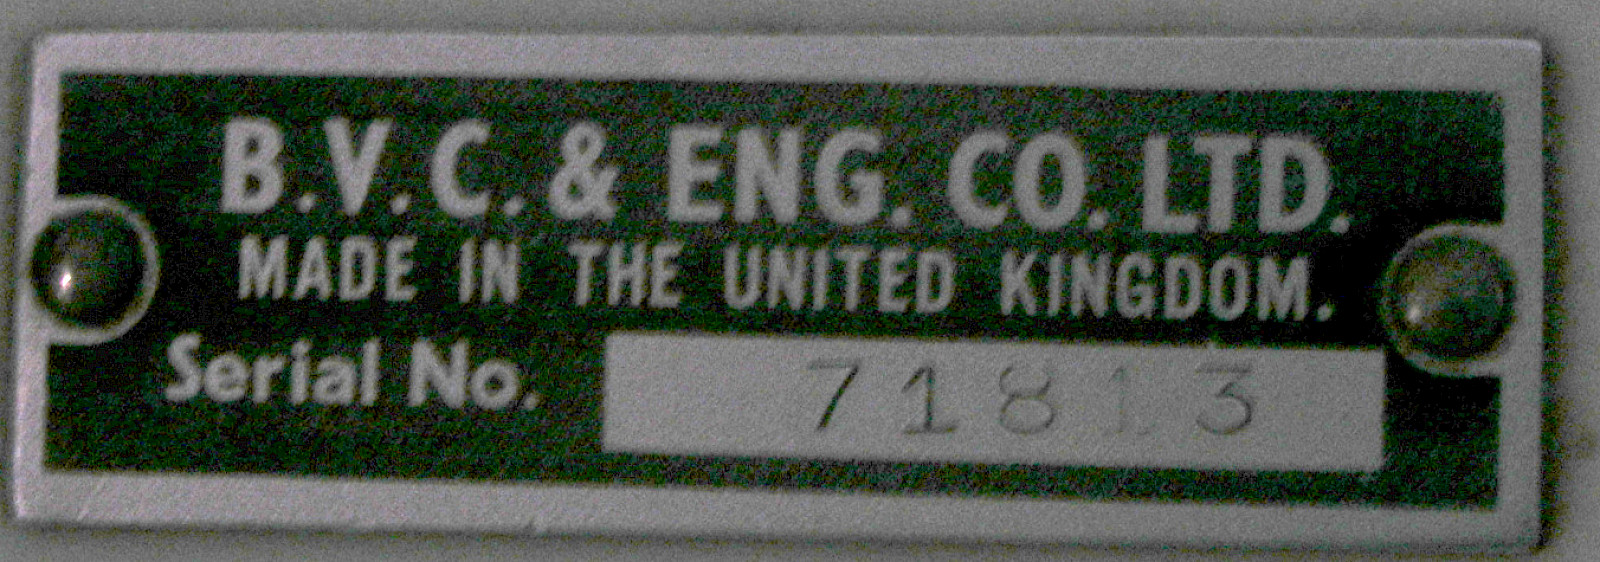 B.V.C. & ENG. CO. LTD.
MADE IN THE UNITED KINGDOM.
Serial No. 71813